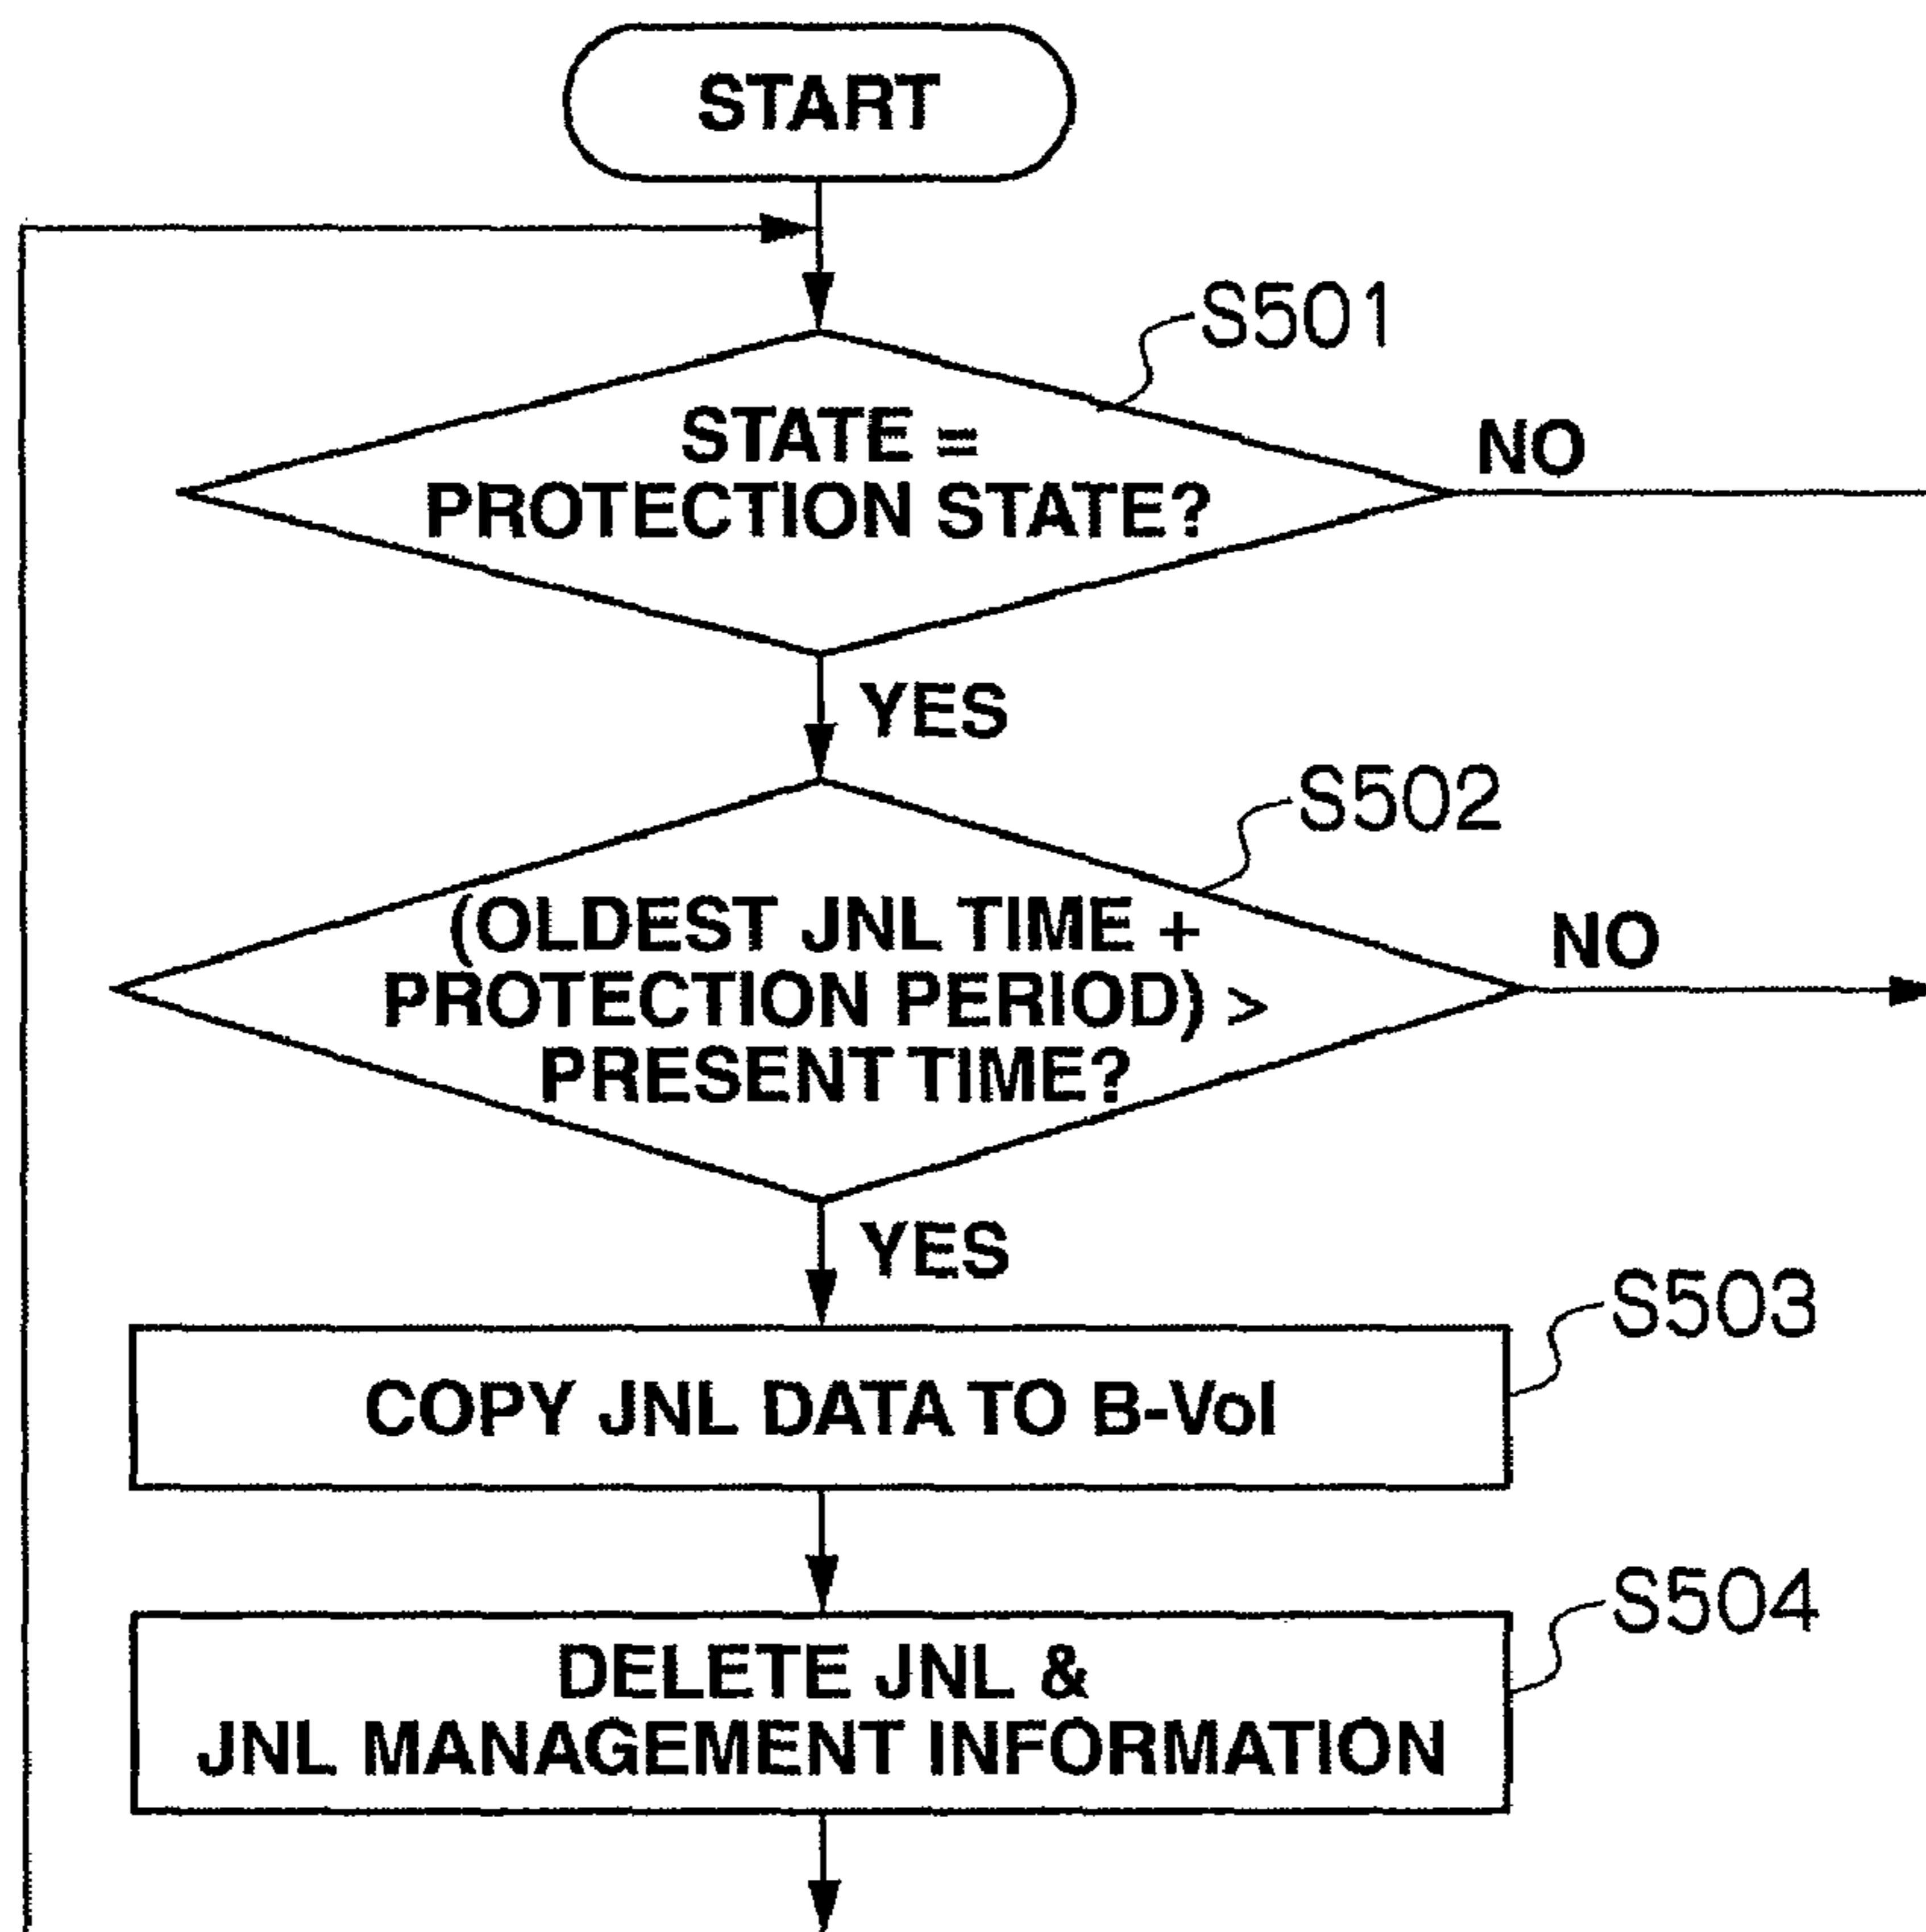 START
S501
STATE =
PROTECTION STATE?
NO
YES
S502
(OLDEST JNL TIME +
PROTECTION PERIOD) >
PRESENT TIME?
NO
YES
S503
COPY JNL DATA TO B-Vol
S504
DELETE JNL &
JNL MANAGEMENT INFORMATION